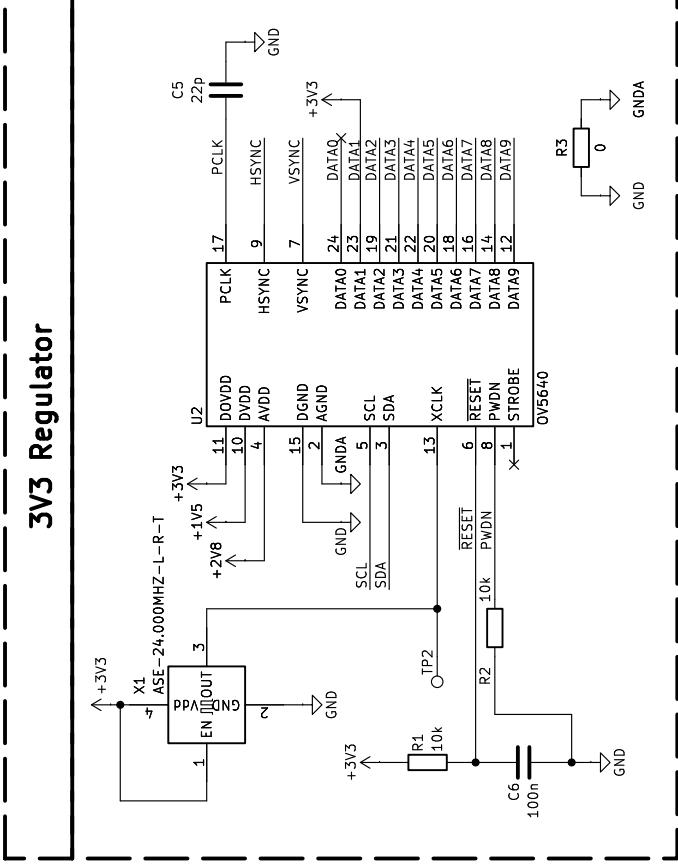 3V3 Regulator
C5
22p
GND
+3V3
PCLK
HSYNC
VSYNC
DATA0
DATA1
DATA2
DATA3
DATA4
DATA5
DATA6
DATA7
DATA8
DATA9
R3
0
GNDA
GND
17
9
7
24
23
19
21
22
20
18
16
14
12
PCLK
HSYNC
VSYNC
DATA0
DATA1
DATA2
DATA3
DATA4
DATA5
DATA6
DATA7
DATA8
DATA9
U2
DOVDD
DVDD
AVDD
DGND
AGND
SCL
SDA
XCLK
RESET
PWDN
STROBE
OV5640
11
10
4
15
2
5
3
13
6
8
1
+3V3
+1V5
+2V8
GND
GNDA
SCL
SDA
RESET
PWDN
X1
ASE-24.000MHZ-L-R-T
+3V3
4
Vdd
EN
OUT
GND
3
1
2
GND
TP2
R2
10k
+3V3
R1
10k
C6
100n
GND